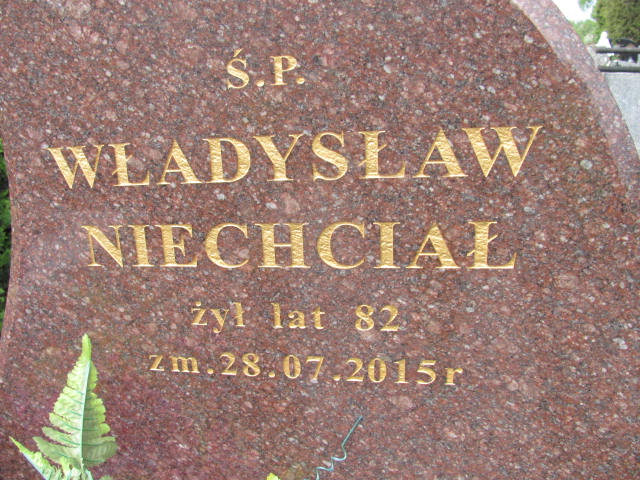 Ś.P.
WŁADYSŁAW
NIECHCIAŁ
żył lat 82
zm.28.07.2015r